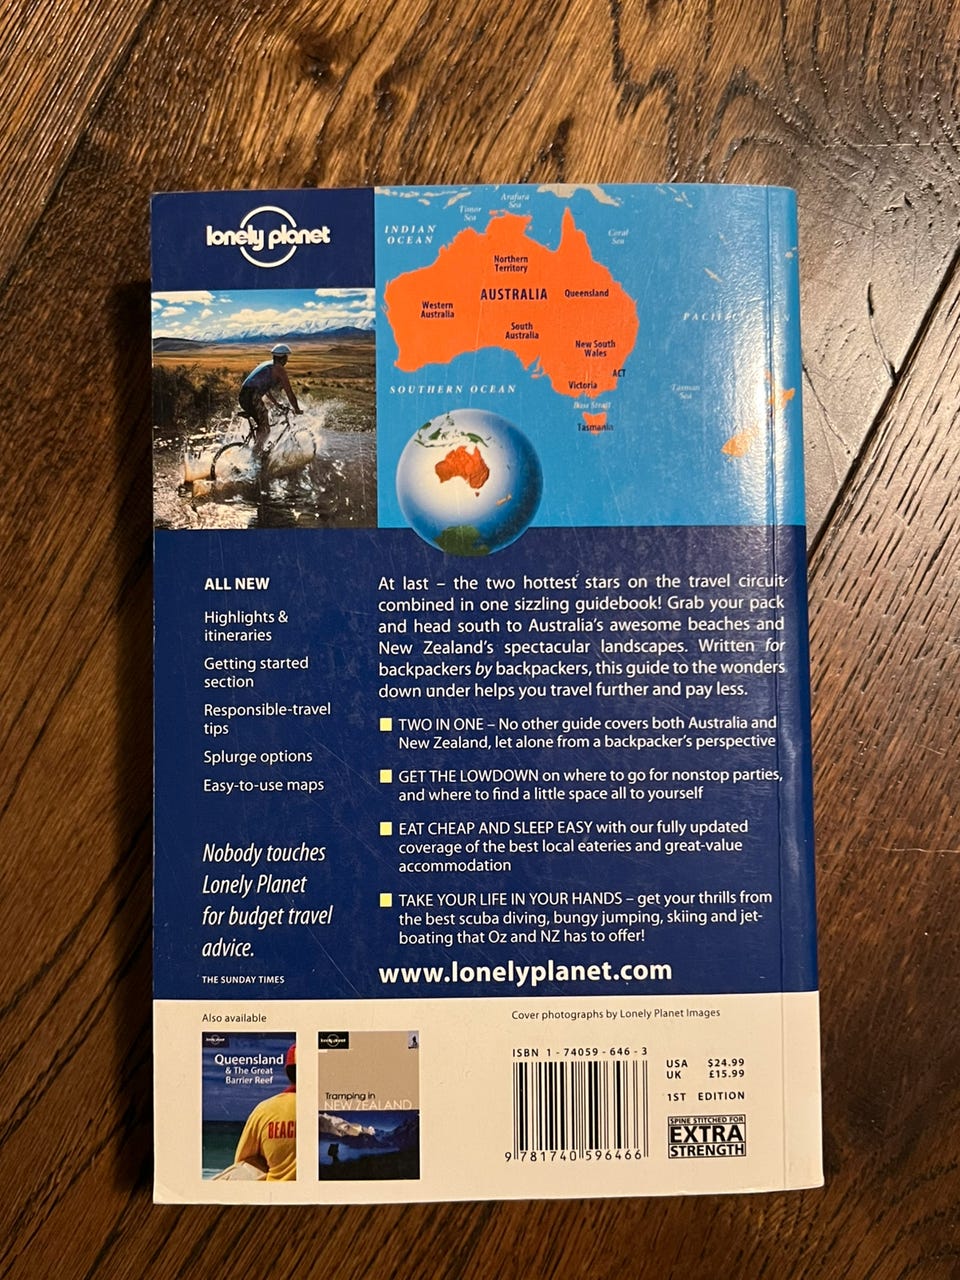 lonely planet
Arafura
Sea
Timor
Sea
INDIAN
OCEAN
Coral
Sea
Northern
Territory
AUSTRALIA
Queensland
Western
Australia
South
Australia
New South
Wales
ACT
Victoria
SOUTHERN OCEAN
Bass Strait
Tasmania
Tasman
Sea
ALL NEW
Highlights &
itineraries
Getting started
section
Responsible-travel
tips
Splurge options
Easy-to-use maps
Nobody touches
Lonely Planet
for budget travel
advice.
THE SUNDAY TIMES
At last – the two hottest stars on the travel circuit
combined in one sizzling guidebook! Grab your pack
and head south to Australia's awesome beaches and
New Zealand's spectacular landscapes. Written for
backpackers by backpackers, this guide to the wonders
down under helps you travel further and pay less.
TWO IN ONE – No other guide covers both Australia and
New Zealand, let alone from a backpacker's perspective
GET THE LOWDOWN on where to go for nonstop parties,
and where to find a little space all to yourself
EAT CHEAP AND SLEEP EASY with our fully updated
coverage of the best local eateries and great-value
accommodation
TAKE YOUR LIFE IN YOUR HANDS – get your thrills from
the best scuba diving, bungy jumping, skiing and jet-
boating that Oz and NZ has to offer!
www.lonelyplanet.com
Also available
Queensland
& The Great
Barrier Reef
Tramping in
NEW ZEALAND
Cover photographs by Lonely Planet Images
ISBN 1-74059-646-3
9 781740 596466
USA $24.99
UK £15.99
1ST EDITION
SPINE STITCHED FOR
EXTRA
STRENGTH